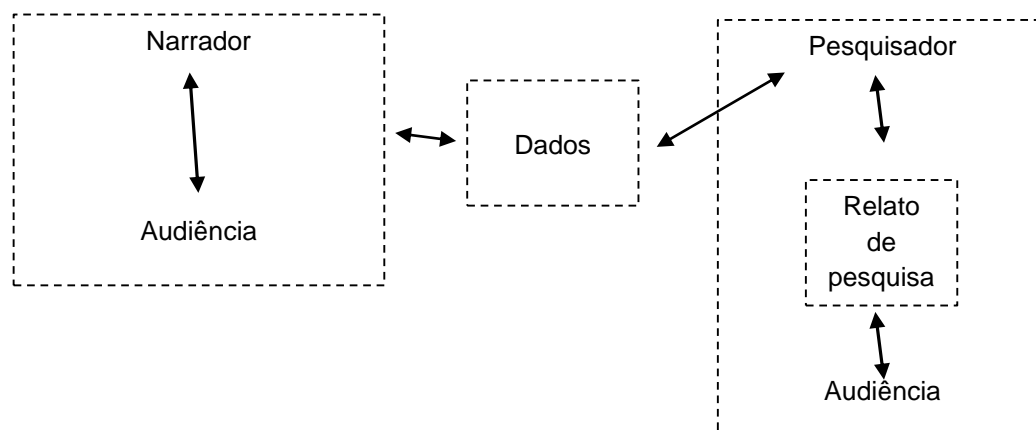 Narrador
Audiência
Dados
Pesquisador
Relato
de
pesquisa
Audiência